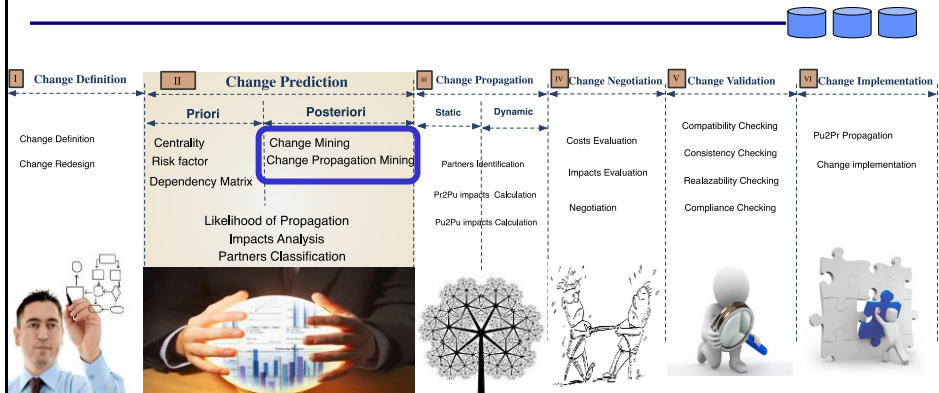 I Change Definition
Change Definition
Change Redesign
II Change Prediction
Priori
Centrality
Risk factor
Dependency Matrix
Posteriori
Change Mining
Change Propagation Mining
Likelihood of Propagation
Impacts Analysis
Partners Classification
III Change Propagation
Static Dynamic
Partners Identification
Pr2Pu impacts Calculation
Pu2Pu impacts Calculation
IV Change Negotiation
Costs Evaluation
Impacts Evaluation
Negotiation
V Change Validation
Compatibility Checking
Consistency Checking
Realazability Checking
Compliance Checking
VI Change Implementation
Pu2Pr Propagation
Change implementation